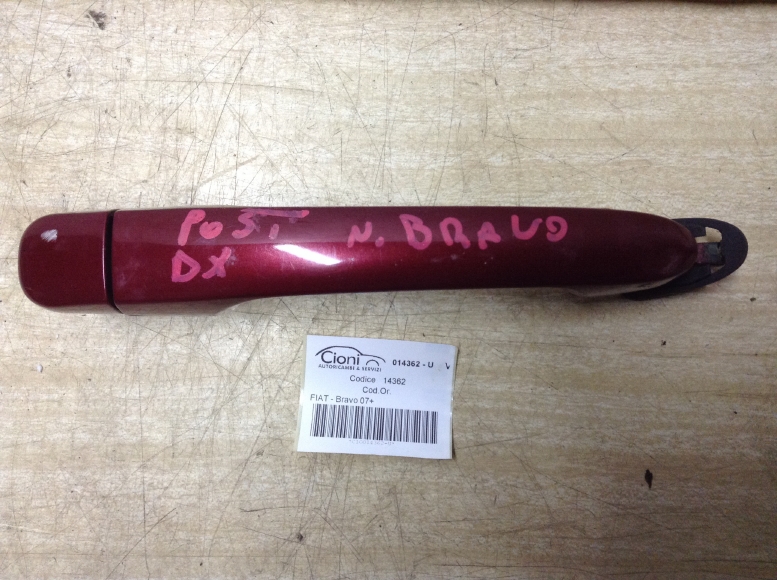 POST N. BRAVO
DX
Cioni
AUTORICAMBI & SERVIZI
014362 - U V
Codice 14362
Cod.Or.
FIAT - Bravo 07+